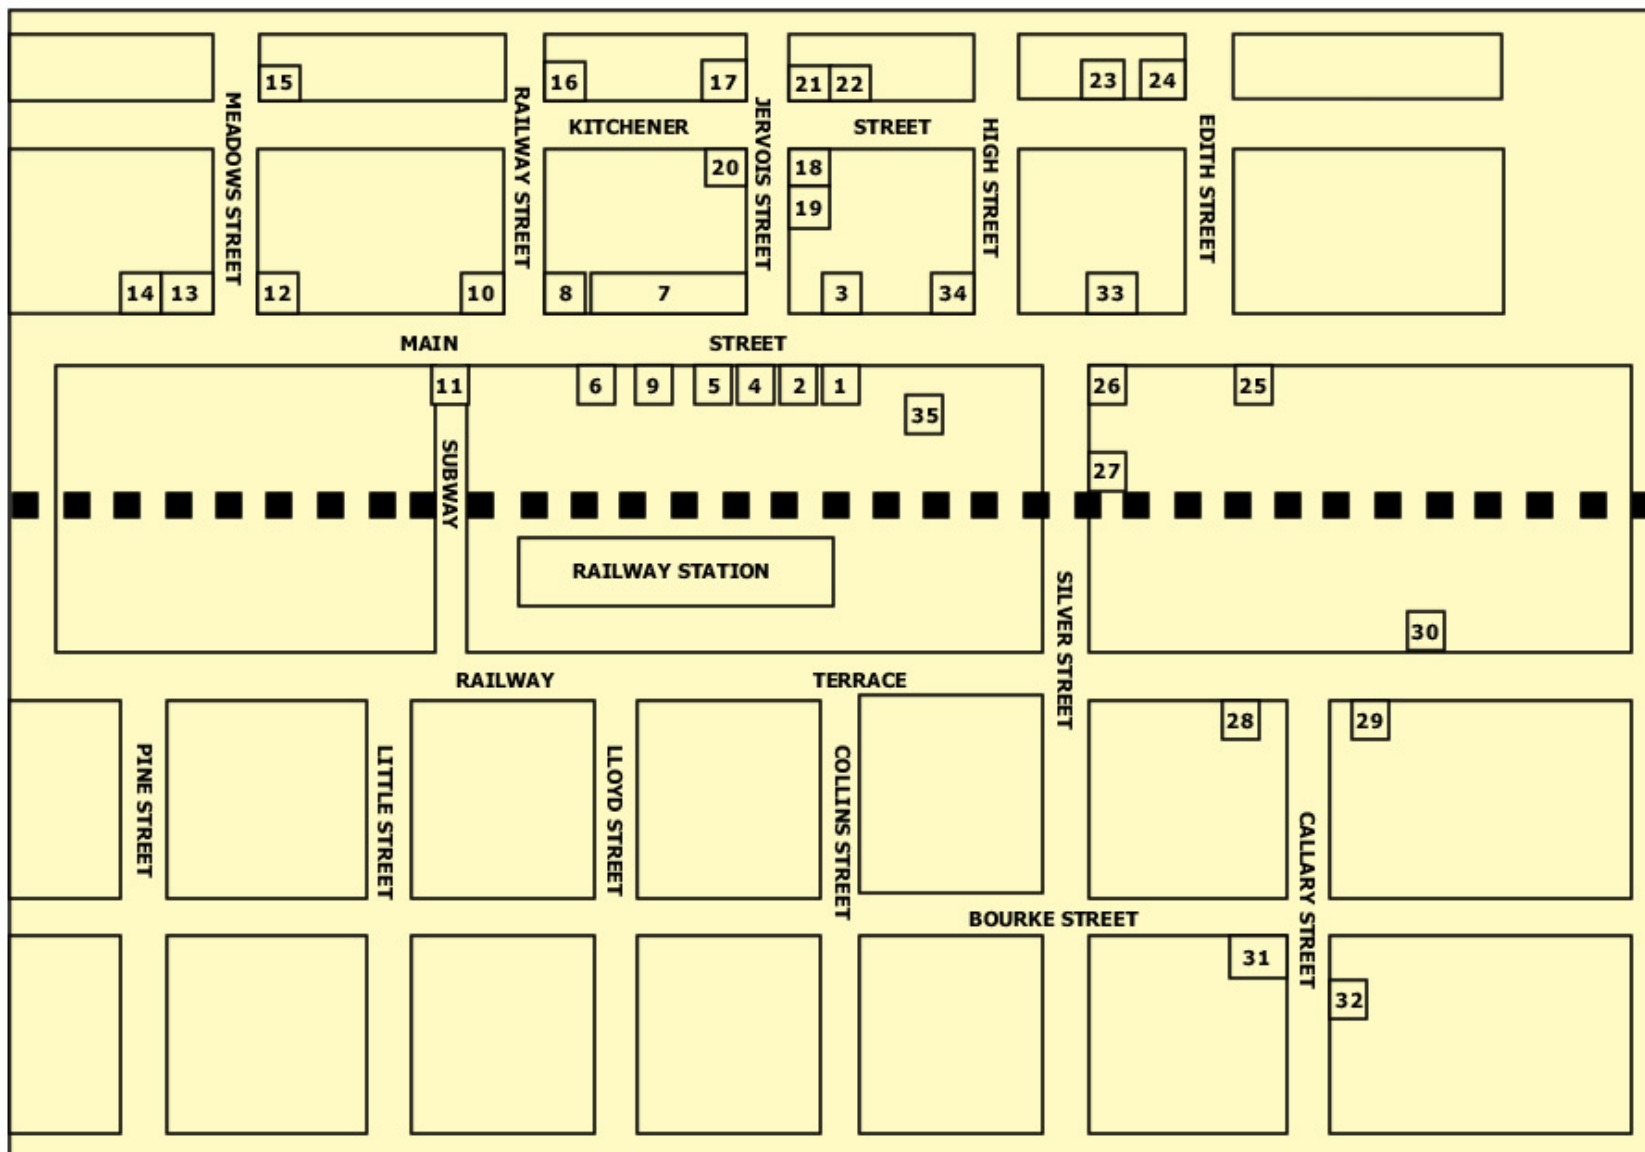 15
16
17
21
22
23
24
MEADOWS STREET
RAILWAY STREET
KITCHENER
JERVOIS STREET
STREET
HIGH STREET
EDITH STREET
20
18
19
14
13
12
10
8
7
3
34
33
MAIN
STREET
11
6
9
5
4
2
1
35
26
25
SUBWAY
27
RAILWAY STATION
SILVER STREET
30
RAILWAY
TERRACE
28
29
PINE STREET
LITTLE STREET
LLOYD STREET
COLLINS STREET
CALLARY STREET
BOURKE STREET
31
32